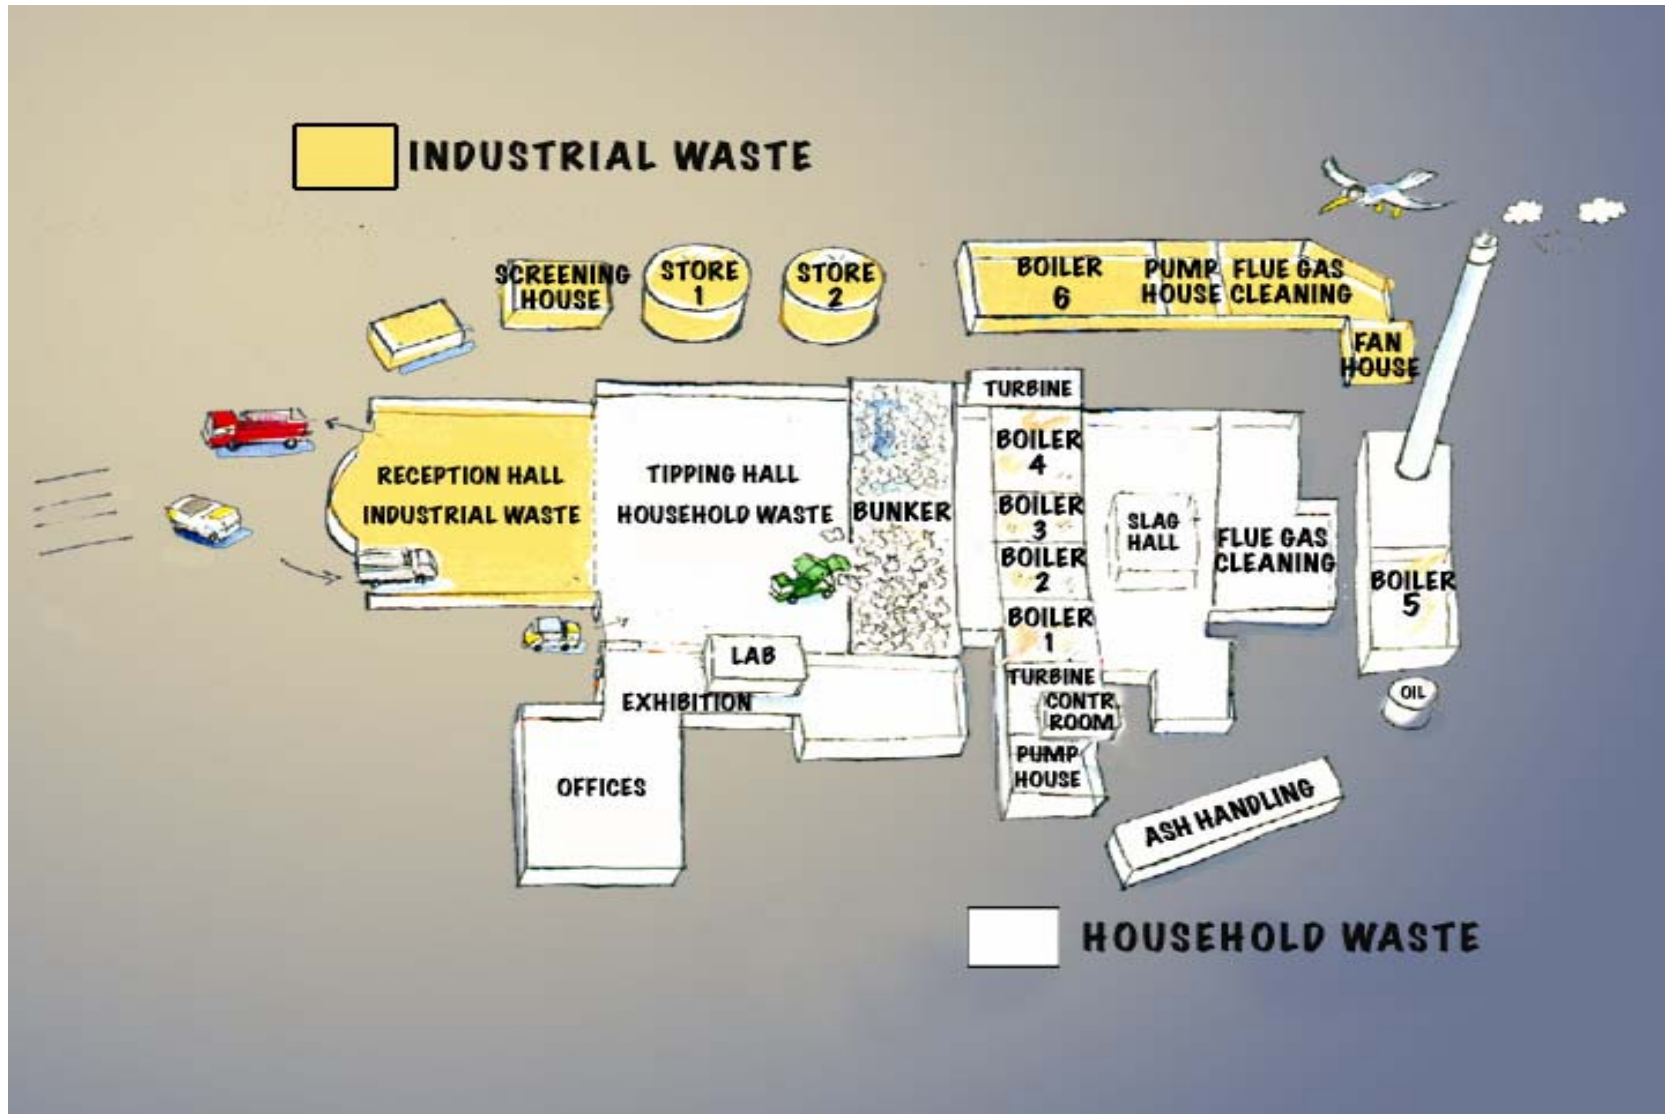 INDUSTRIAL WASTE
SCREENING
HOUSE
STORE
1
STORE
2
BOILER
6
PUMP
HOUSE
FLUE GAS
CLEANING
FAN
HOUSE
TURBINE
RECEPTION HALL
INDUSTRIAL WASTE
TIPPING HALL
HOUSEHOLD WASTE
BUNKER
BOILER
4
BOILER
3
BOILER
2
BOILER
1
SLAG
HALL
FLUE GAS
CLEANING
BOILER
5
LAB
EXHIBITION
TURBINE
CONTR.
ROOM
PUMP
HOUSE
OIL
OFFICES
ASH HANDLING
HOUSEHOLD WASTE